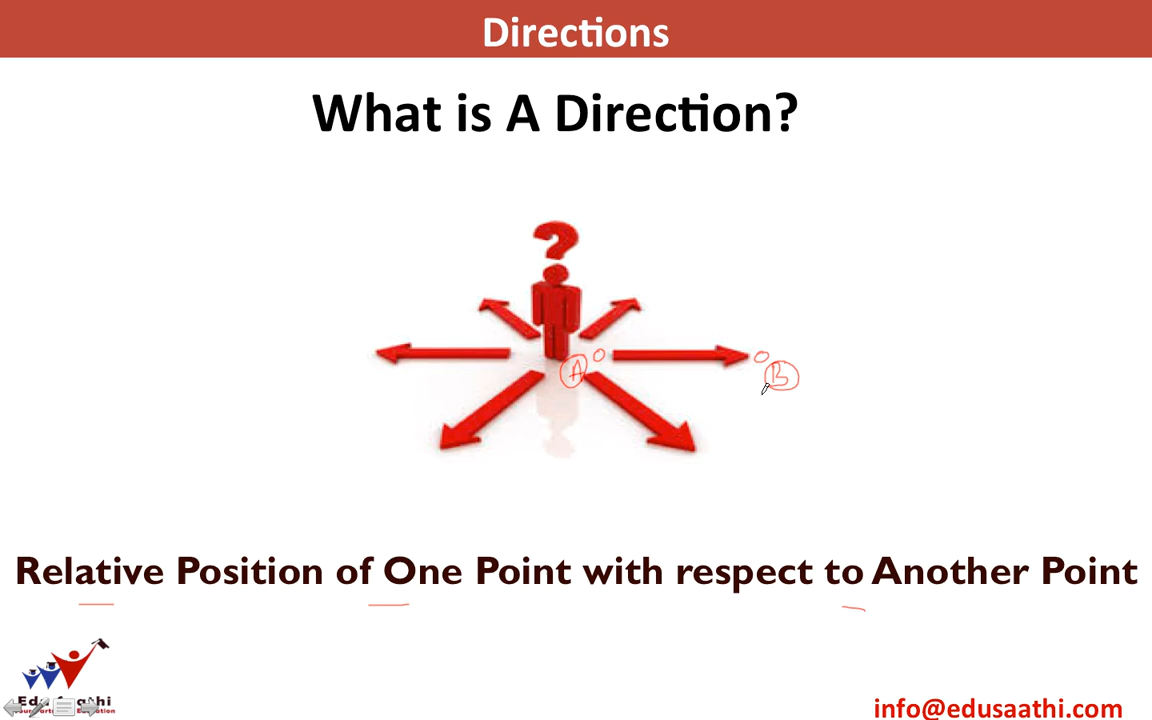 Directions
What is A Direction?
?
A
B
Relative Position of One Point with respect to Another Point
info@edusaathi.com